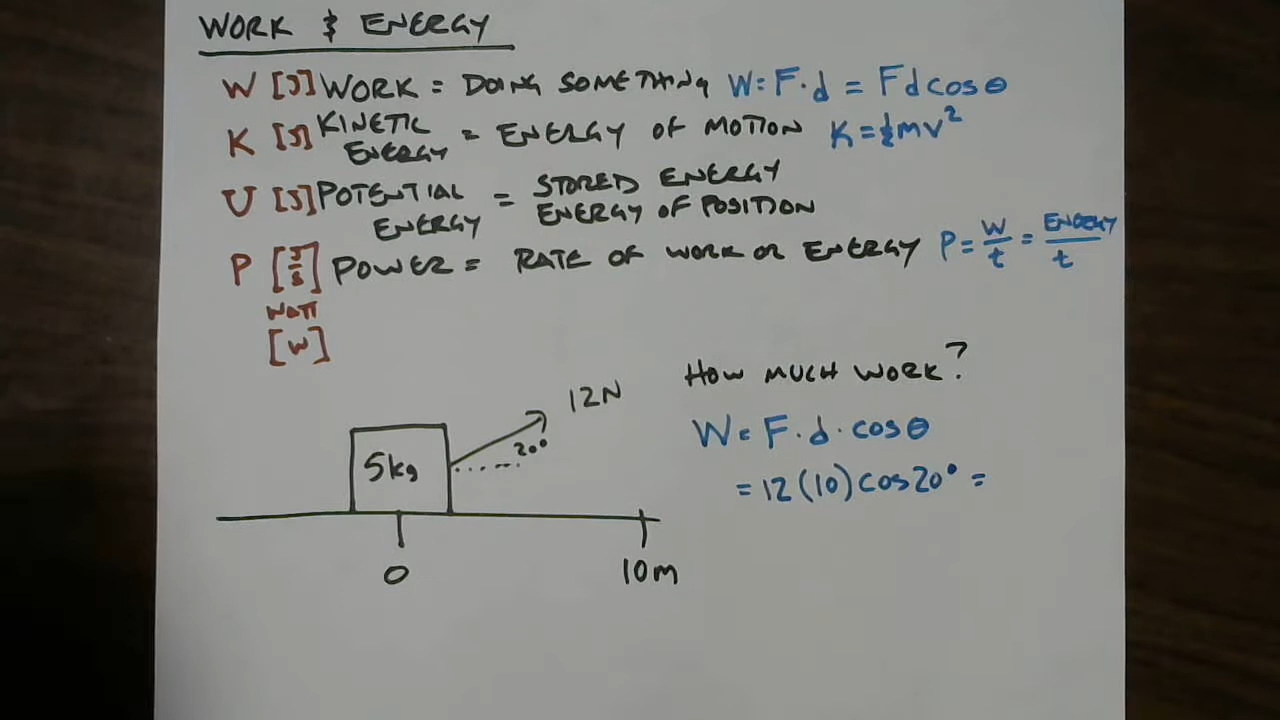 WORK & ENERGY
W [J] WORK = DOING SOMETHING W = F · d = F d cos θ
K [J] KINETIC ENERGY = ENERGY OF MOTION K = ½mv²
U [J] POTENTIAL ENERGY = STORED ENERGY
ENERGY OF POSITION
P [J/s] POWER = RATE OF WORK OR ENERGY P = W/t = ENERGY/t
WATT
[W]
HOW MUCH WORK?
12N
20°
5kg
W = F · d · cos θ
= 12 (10) cos 20° =
0
10m